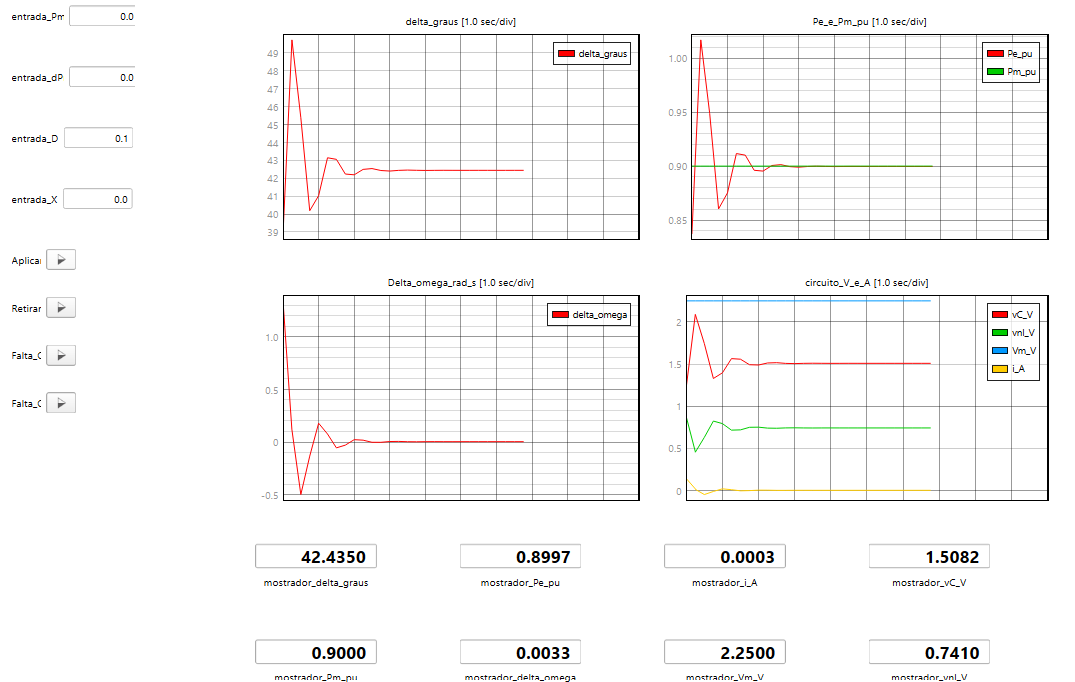 entrada_Pm 0.0
entrada_dP 0.0
entrada_D 0.1
entrada_X 0.0
Aplicar
Retirar
Falta_C
Falta_C
delta_graus [1.0 sec/div]
49
48
47
46
45
44
43
42
41
40
39
delta_graus
Pe_e_Pm_pu [1.0 sec/div]
1.00
0.95
0.90
0.85
Pe_pu
Pm_pu
Delta_omega_rad_s [1.0 sec/div]
1.0
0.5
0
-0.5
delta_omega
circuito_V_e_A [1.0 sec/div]
2
1.5
1
0.5
0
vC_V
vnl_V
Vm_V
i_A
42.4350 0.8997 0.0003 1.5082
mostrador_delta_graus mostrador_Pe_pu mostrador_i_A mostrador_vC_V
0.9000 0.0033 2.2500 0.7410
mostrador_Pm_pu mostrador_delta_omega mostrador_Vm_V mostrador_vnl_V